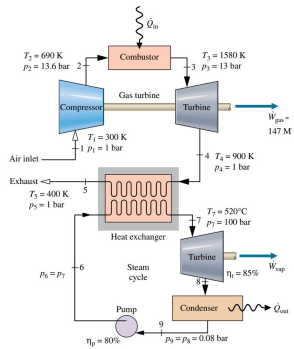 Q̇in
T2 = 690 K
p2 = 13.6 bar
2
Combustor
T3 = 1580 K
3 p3 = 13 bar
Compressor
Gas turbine
Turbine
Ẇgas =
147 M
T1 = 300 K
1 p1 = 1 bar
Air inlet
4 T4 = 900 K
p4 = 1 bar
Exhaust
5
T5 = 400 K
p5 = 1 bar
Heat exchanger
7
T7 = 520°C
p7 = 100 bar
p6 = p7
6
Steam
cycle
Turbine
Ẇvap
ηt = 85%
8
Condenser
Q̇out
Pump
9
ηp = 80%
p9 = p8 = 0.08 bar